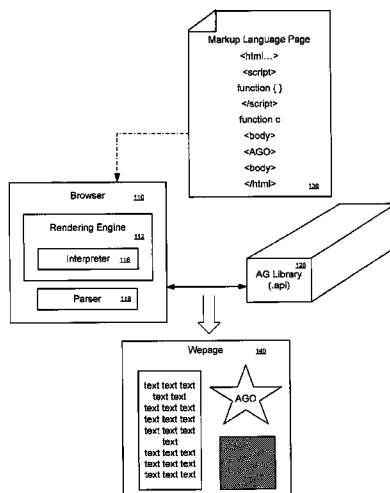 Markup Language Page
<html...>
<script>
function { }
</script>
function c
<body>
<AGO>
<body>
</html>
130
Browser 110
Rendering Engine
112
Interpreter 116
Parser 118
AG Library 120
(.api)
Wepage 140
text text text
text text
text text text
text text text
text text text
text
text text text
text text text
text text text
AGO